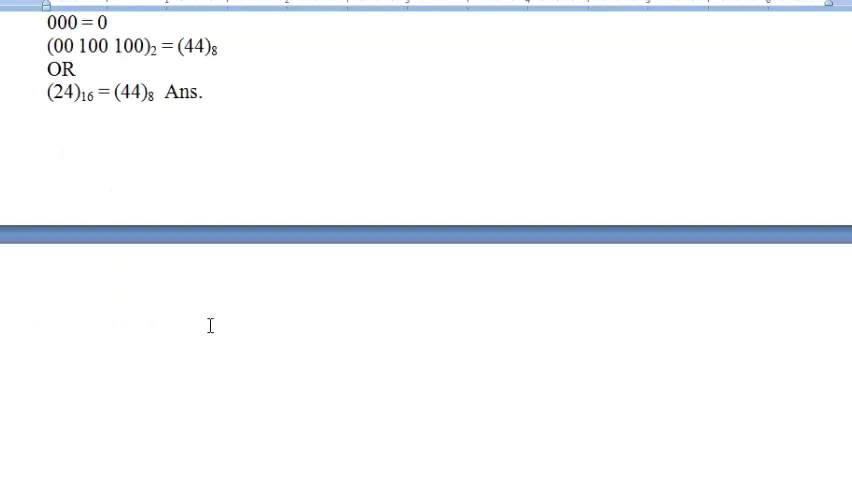 000 = 0
(00 100 100)₂ = (44)₈
OR
(24)₁₆ = (44)₈ Ans.